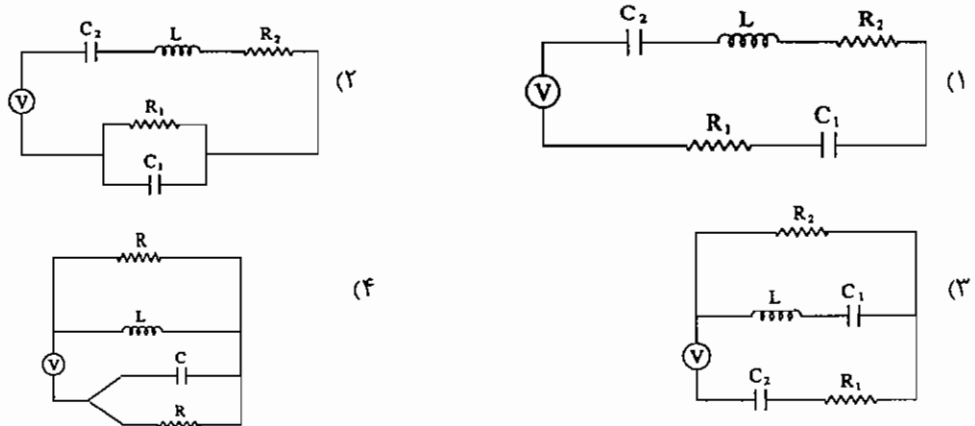 ۱)
C₂ L R₂
V
R₁ C₁
۲)
C₂ L R₂
V
R₁
C₁
۳)
R₂
L C₁
V
C₂ R₁
۴)
R
L
V
C
R